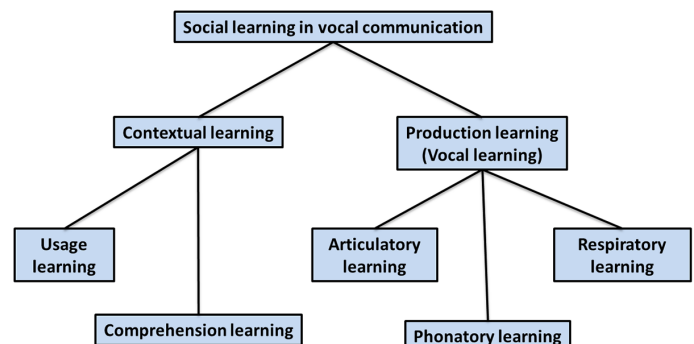 Social learning in vocal communication
Contextual learning
Production learning
(Vocal learning)
Usage
learning
Articulatory
learning
Respiratory
learning
Comprehension learning
Phonatory learning